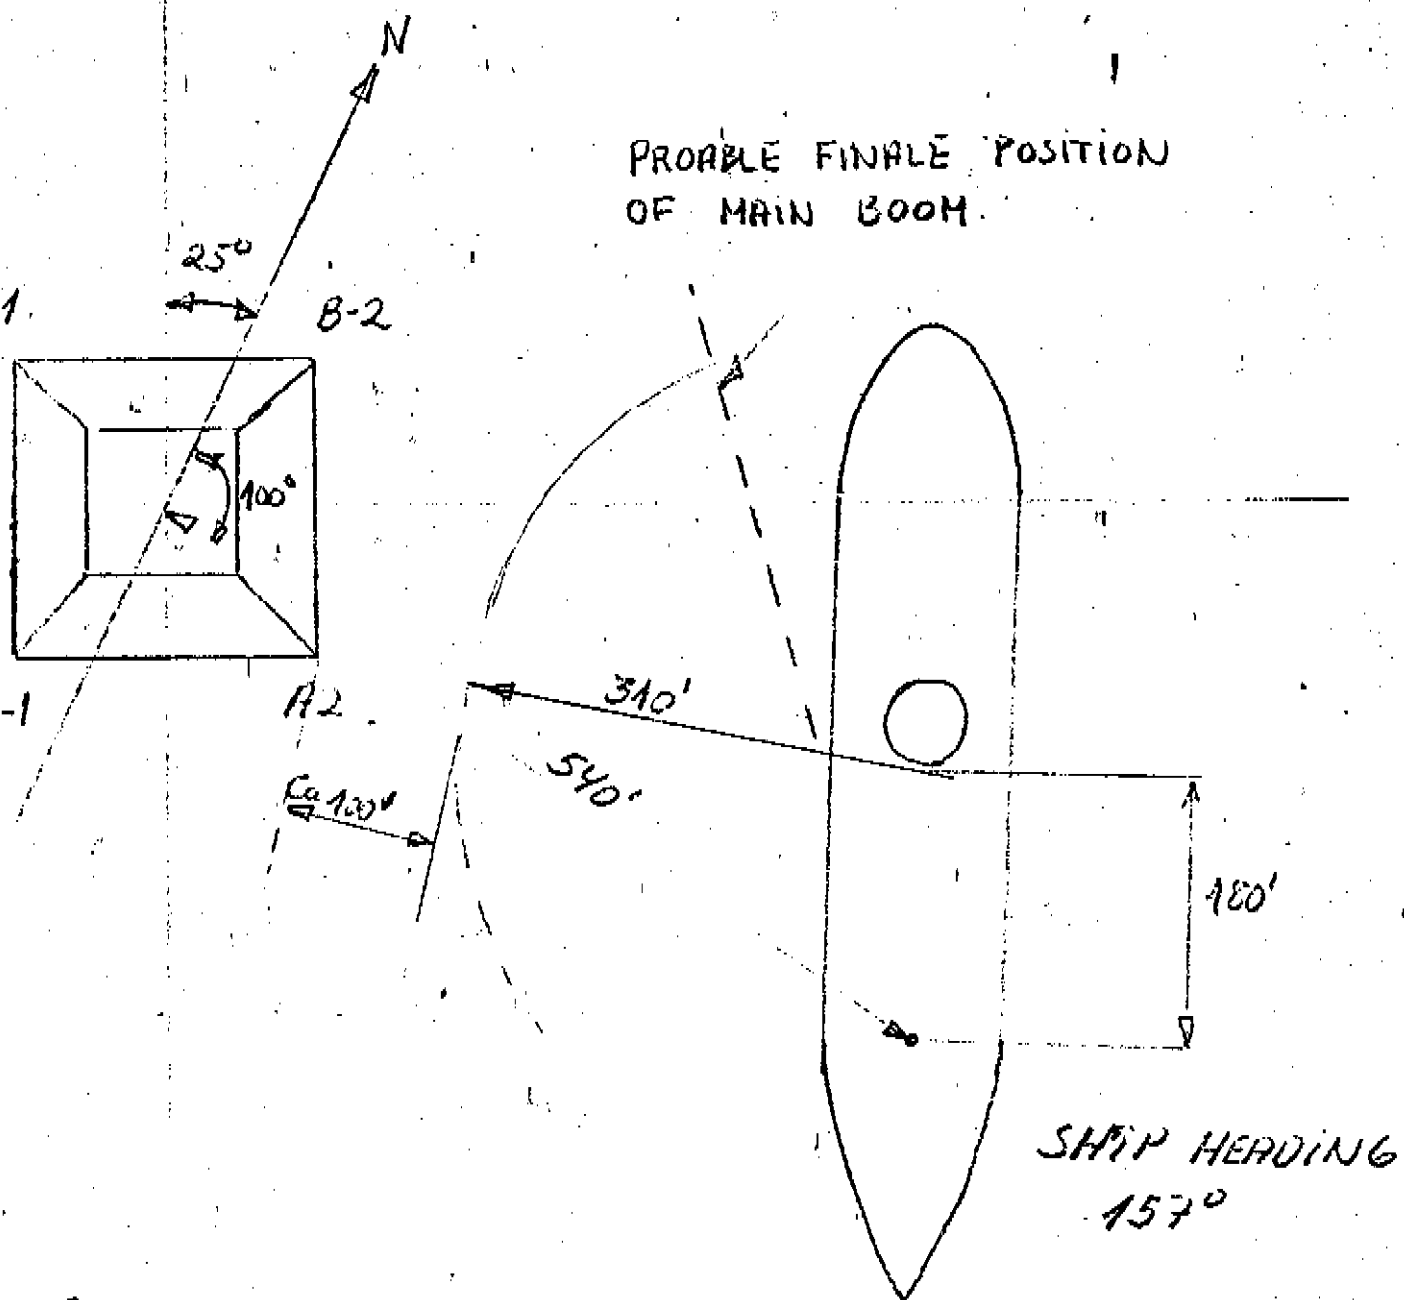 N
PROABLE FINALE POSITION
OF MAIN BOOM.
25°
1.
B-2
100°
-1
A2.
310'
540'
Ca 100'
180'
SHIP HEADING
157°